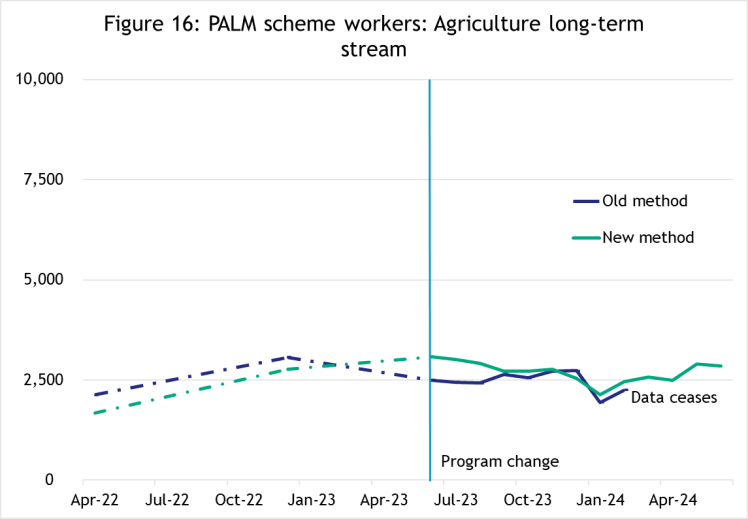 Figure 16: PALM scheme workers: Agriculture long-term
stream
10,000
7,500
5,000
2,500
0
Old method
New method
Data ceases
Program change
Apr-22 Jul-22 Oct-22 Jan-23 Apr-23 Jul-23 Oct-23 Jan-24 Apr-24